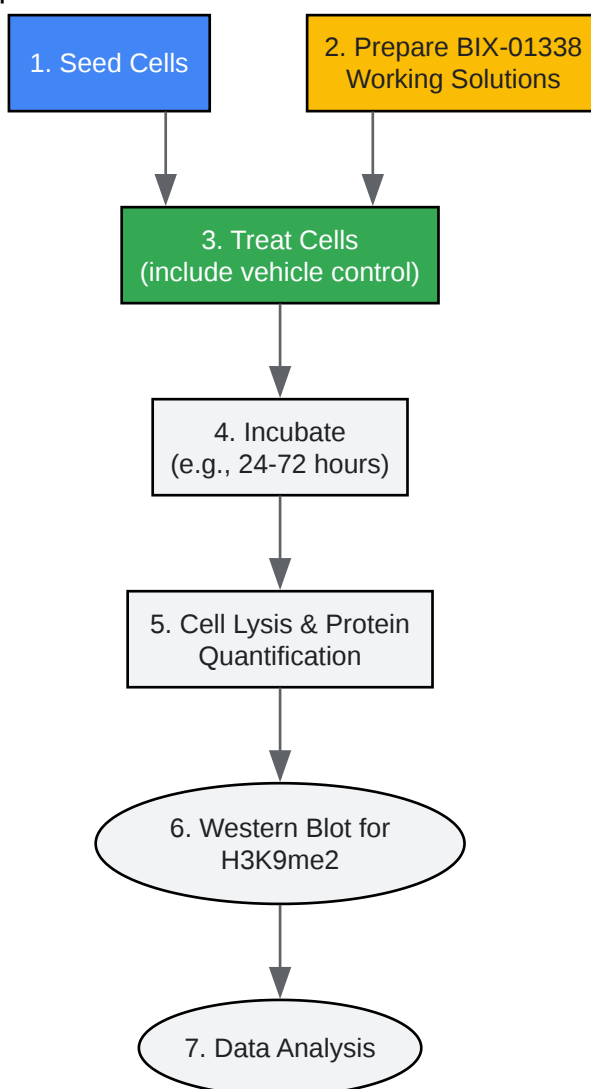 1. Seed Cells
2. Prepare BIX-01338
Working Solutions
3. Treat Cells
(include vehicle control)
4. Incubate
(e.g., 24-72 hours)
5. Cell Lysis & Protein
Quantification
6. Western Blot for
H3K9me2
7. Data Analysis